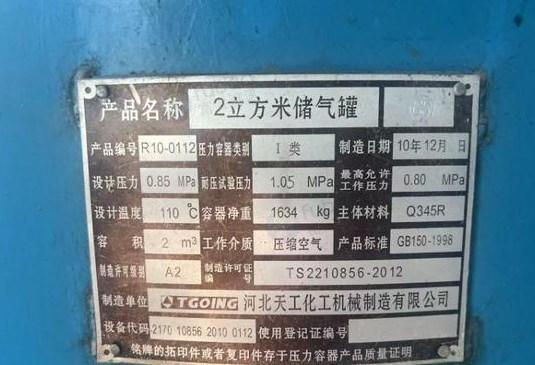 产品名称 2立方米储气罐
产品编号 R10-0112 压力容器类别 I 类 制造日期 10年12月 日
设计压力 0.85 MPa 耐压试验压力 1.05 MPa 最高允许工作压力 0.80 MPa
设计温度 110 ℃ 容器净重 1634 kg 主体材料 Q345R
容 积 2 m³ 工作介质 压缩空气 产品标准 GB150-1998
制造许可级别 A2 制造许可证编号 TS2210856-2012
制造单位 TGOING 河北天工化工机械制造有限公司
设备代码 2170 10856 2010 0112 使用登记证编号
铭牌的拓印件或者复印件存于压力容器产品质量证明